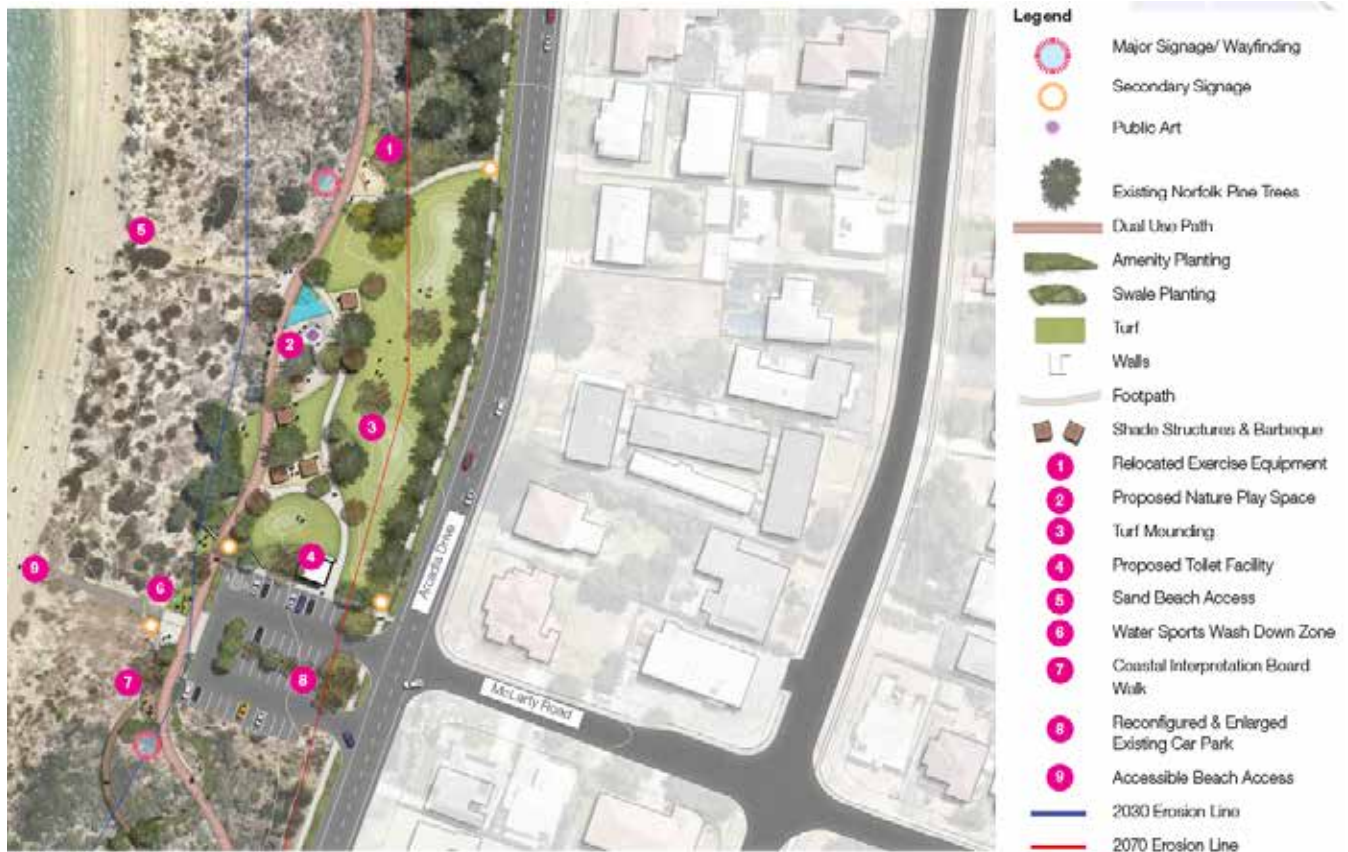 Legend
Major Signage/ Wayfinding
Secondary Signage
Public Art
Existing Norfolk Pine Trees
Dual Use Path
Amenity Planting
Swale Planting
Turf
Walls
Footpath
Shade Structures & Barbeque
1 Relocated Exercise Equipment
2 Proposed Nature Play Space
3 Turf Mounding
4 Proposed Toilet Facility
5 Sand Beach Access
6 Water Sports Wash Down Zone
7 Coastal Interpretation Board
Walk
8 Reconfigured & Enlarged
Existing Car Park
9 Accessible Beach Access
2030 Erosion Line
2070 Erosion Line
1
5
2
3
4
9
6
7
8
Arcadia Drive
McLarty Road